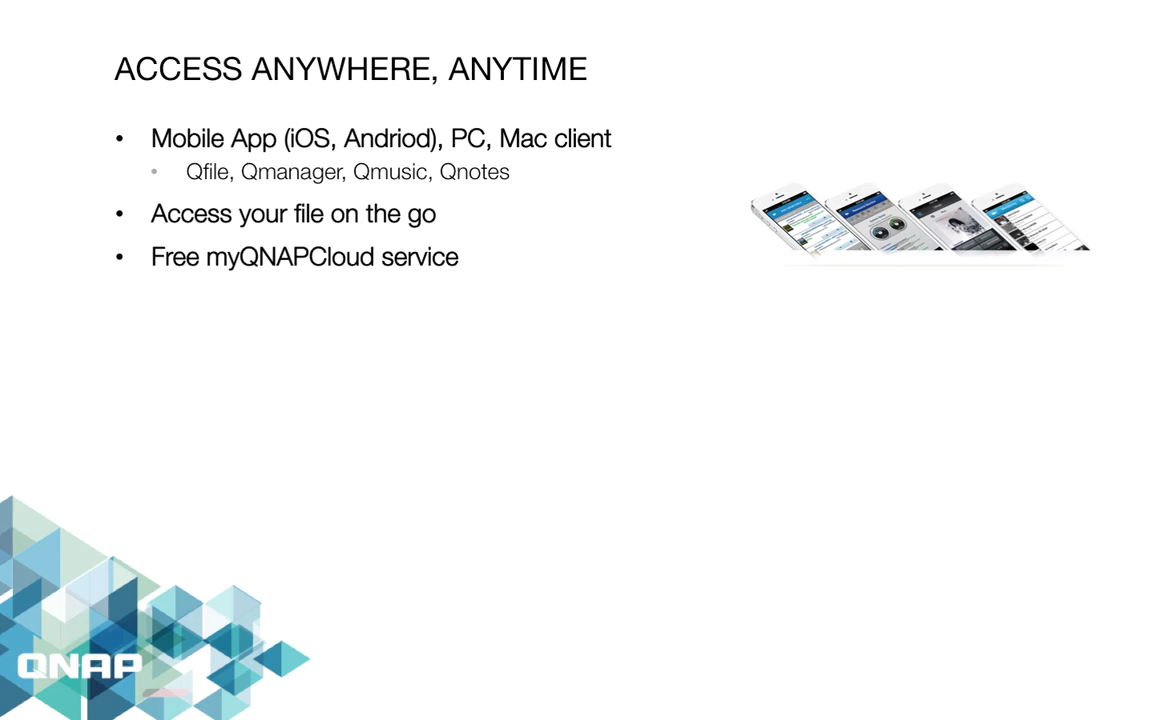 ACCESS ANYWHERE, ANYTIME
• Mobile App (iOS, Andriod), PC, Mac client
• Qfile, Qmanager, Qmusic, Qnotes
• Access your file on the go
• Free myQNAPCloud service
QNAP